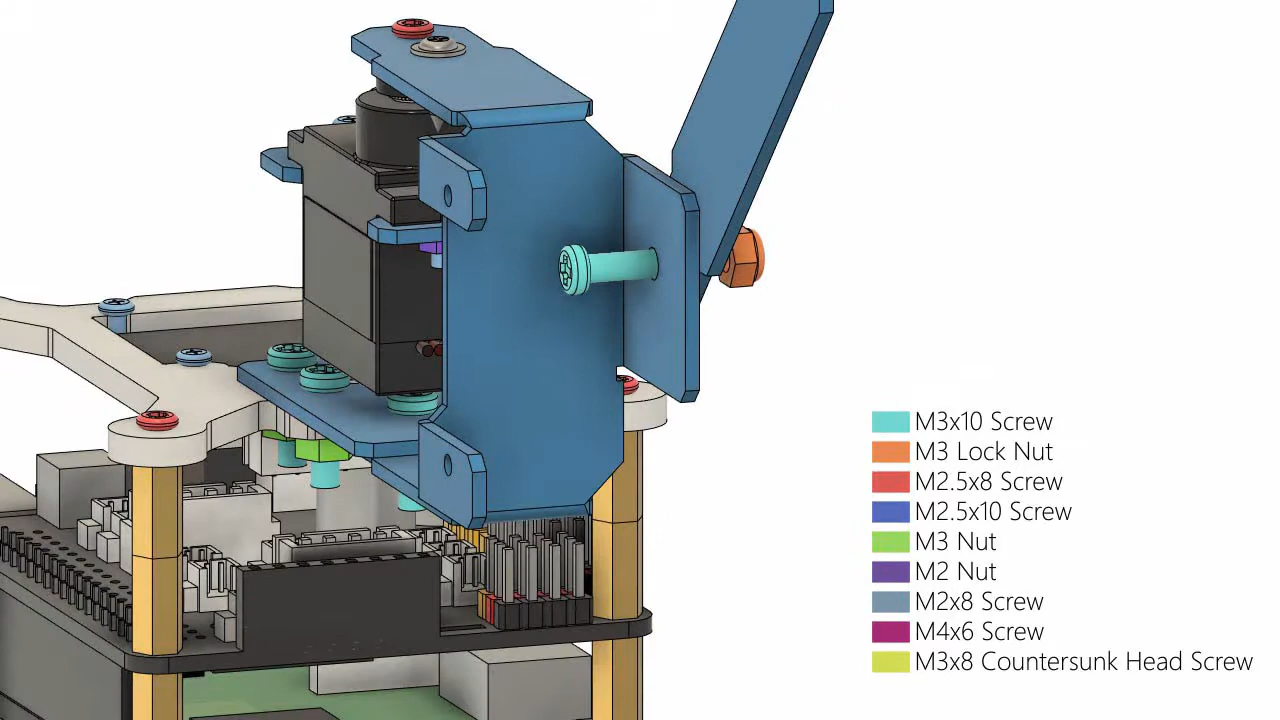 M3x10 Screw
M3 Lock Nut
M2.5x8 Screw
M2.5x10 Screw
M3 Nut
M2 Nut
M2x8 Screw
M4x6 Screw
M3x8 Countersunk Head Screw